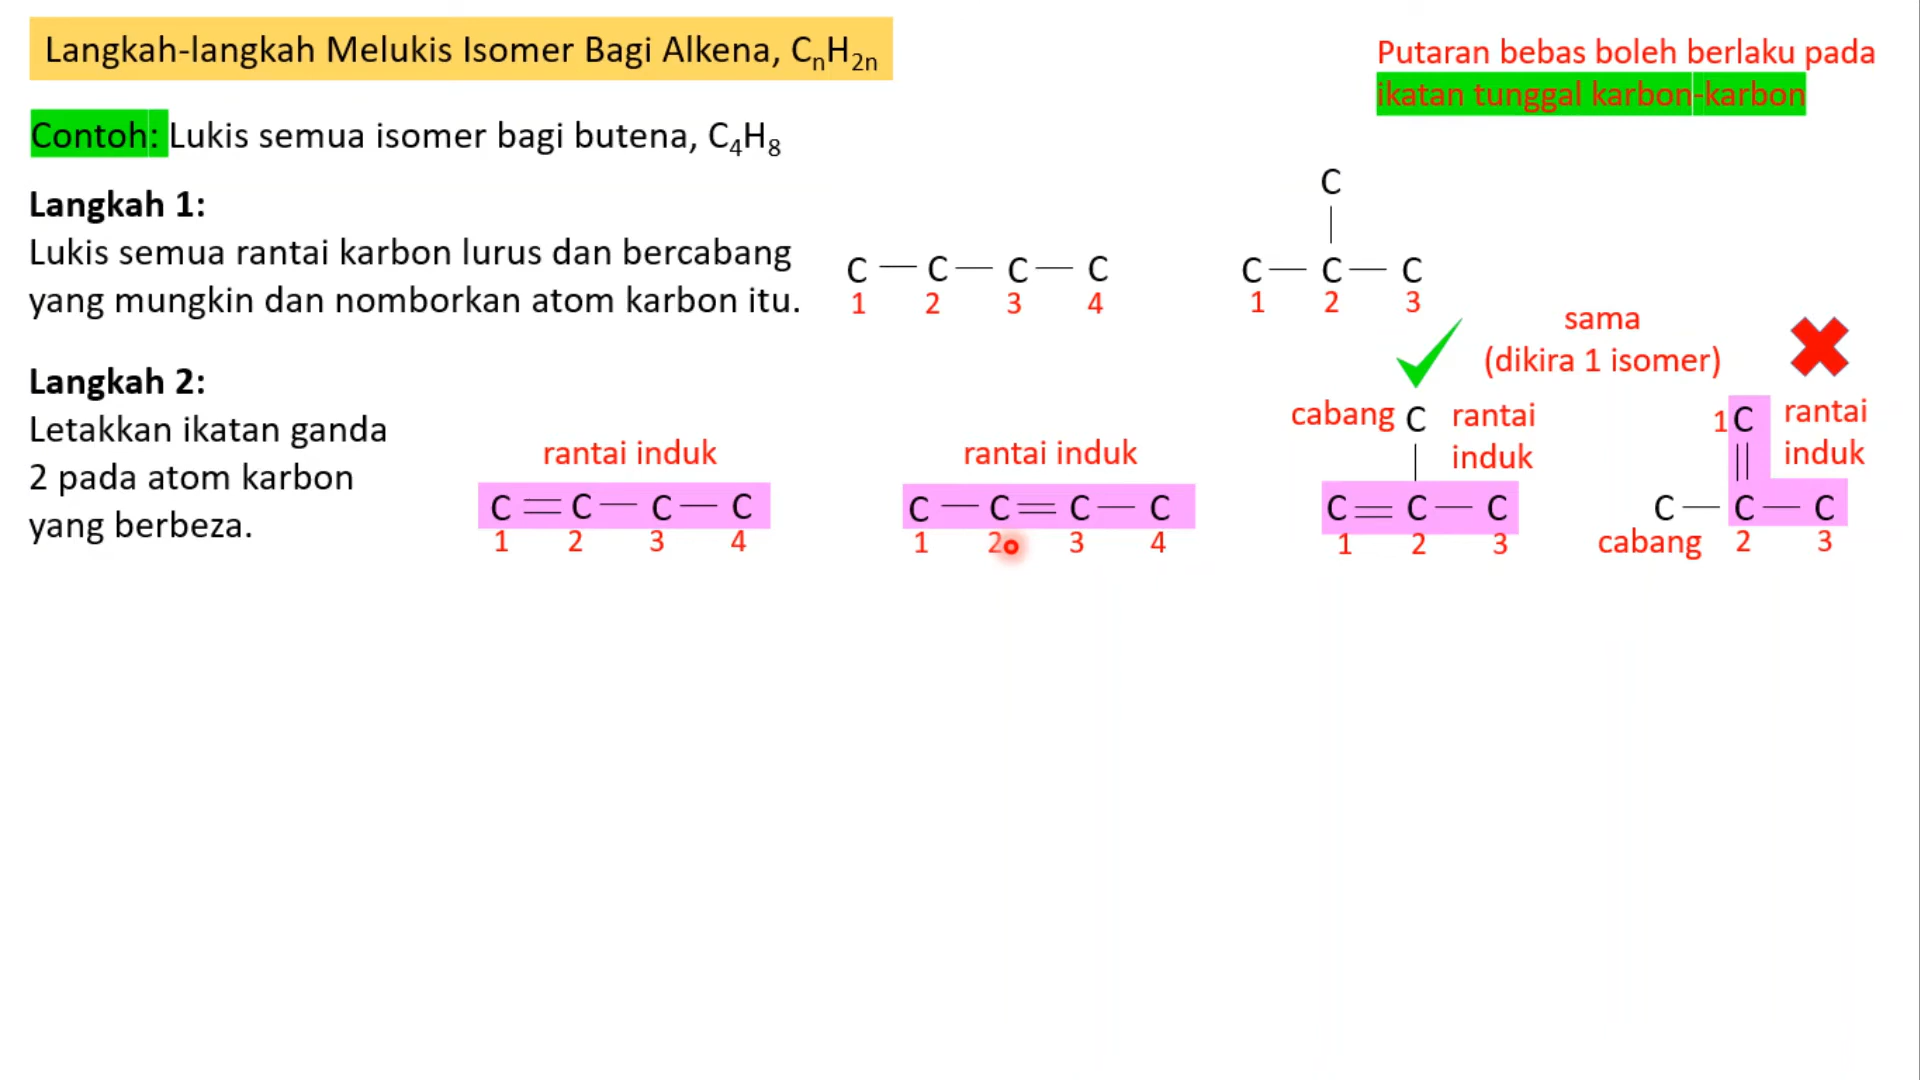 Langkah-langkah Melukis Isomer Bagi Alkena, CₙH₂ₙ
Putaran bebas boleh berlaku pada
ikatan tunggal karbon-karbon
Contoh: Lukis semua isomer bagi butena, C₄H₈
Langkah 1:
Lukis semua rantai karbon lurus dan bercabang
yang mungkin dan nomborkan atom karbon itu.
C — C — C — C
1 2 3 4
C
|
C — C — C
1 2 3
Langkah 2:
Letakkan ikatan ganda
2 pada atom karbon
yang berbeza.
rantai induk
C = C — C — C
1 2 3 4
rantai induk
C — C = C — C
1 2 3 4
sama
(dikira 1 isomer)
cabang C rantai
induk
|
C = C — C
1 2 3
1 C rantai
induk
||
C — C — C
cabang 2 3